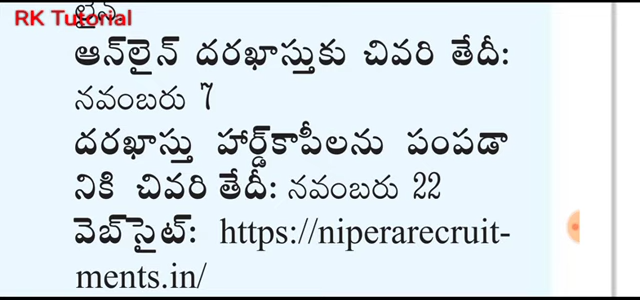 లైన్
RK Tutorial
ఆన్‌లైన్ దరఖాస్తుకు చివరి తేదీ:
నవంబరు 7
దరఖాస్తు హార్డ్‌కాపీలను పంపడా
నికి చివరి తేదీ: నవంబరు 22
వెబ్‌సైట్: https://niperarecruit-
ments.in/